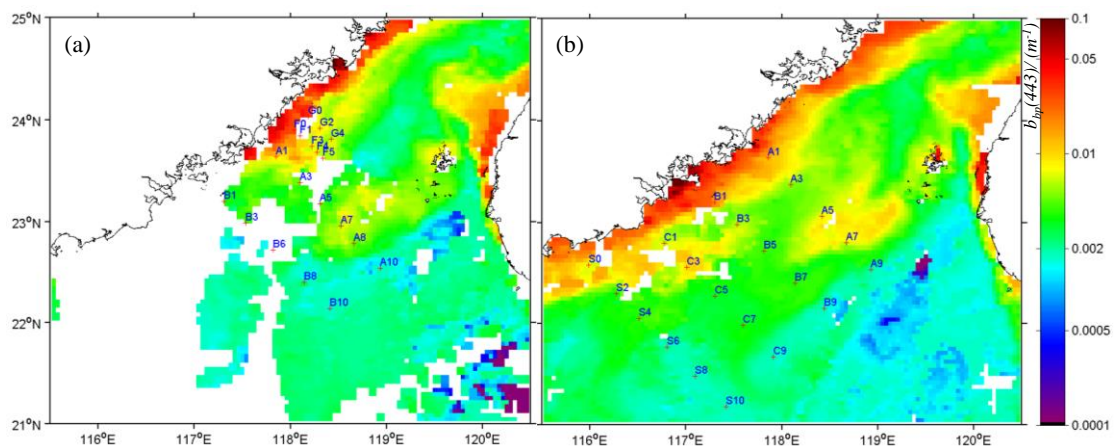 (a)
25°N
24°N
23°N
22°N
21°N
116°E
117°E
118°E
119°E
120°E
G0
F0
F1
G2
F3
G4
F4
F5
A1
A3
B1
A5
B3
A7
B6
A8
A10
B8
B10
(b)
116°E
117°E
118°E
119°E
120°E
A1
A3
B1
A5
B3
C1
A7
B5
S0
C3
A9
S2
C5
B7
S4
B9
C7
S6
C9
S8
S10
0.1
0.05
0.01
0.002
0.0005
0.0001
b_bp(443)/ (m⁻¹)